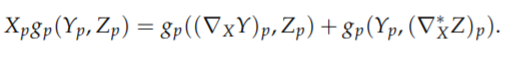 X_p g_p(Y_p, Z_p) = g_p((∇_X Y)_p, Z_p) + g_p(Y_p, (∇*_X Z)_p).